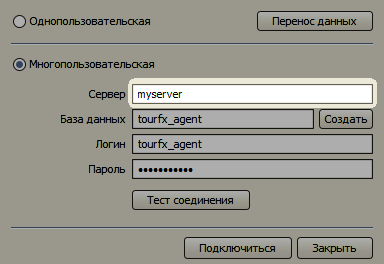 Однопользовательская Перенос данных
Многопользовательская
Сервер myserver
База данных tourfx_agent Создать
Логин tourfx_agent
Пароль •••••••••••
Тест соединения
Подключиться Закрыть